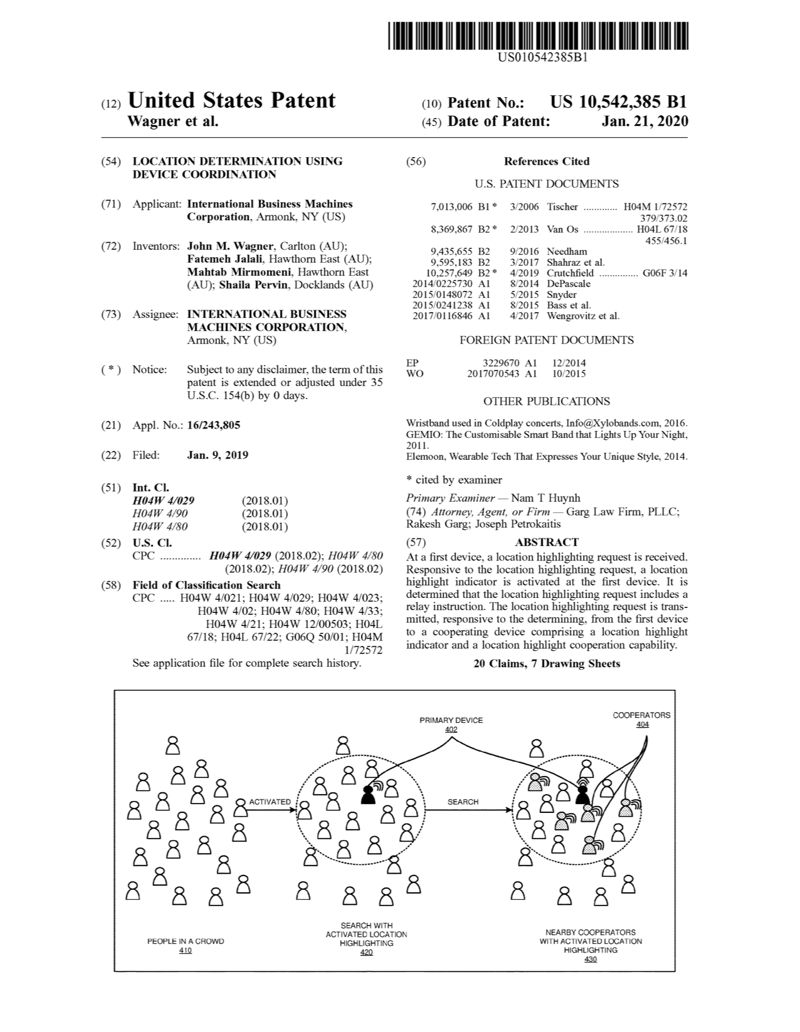 US010542385B1
(12) United States Patent
Wagner et al.
(10) Patent No.: US 10,542,385 B1
(45) Date of Patent: Jan. 21, 2020
(54) LOCATION DETERMINATION USING
DEVICE COORDINATION
(71) Applicant: International Business Machines
Corporation, Armonk, NY (US)
(72) Inventors: John M. Wagner, Carlton (AU);
Fatemeh Jalali, Hawthorn East (AU);
Mahtab Mirmomeni, Hawthorn East
(AU); Shaila Pervin, Docklands (AU)
(73) Assignee: INTERNATIONAL BUSINESS
MACHINES CORPORATION,
Armonk, NY (US)
( * ) Notice: Subject to any disclaimer, the term of this
patent is extended or adjusted under 35
U.S.C. 154(b) by 0 days.
(21) Appl. No.: 16/243,805
(22) Filed: Jan. 9, 2019
(51) Int. Cl.
H04W 4/029 (2018.01)
H04W 4/90 (2018.01)
H04W 4/80 (2018.01)
(52) U.S. Cl.
CPC .............. H04W 4/029 (2018.02); H04W 4/80
(2018.02); H04W 4/90 (2018.02)
(58) Field of Classification Search
CPC ..... H04W 4/021; H04W 4/029; H04W 4/023;
H04W 4/02; H04W 4/80; H04W 4/33;
H04W 4/21; H04W 12/00503; H04L
67/18; H04L 67/22; G06Q 50/01; H04M
1/72572
See application file for complete search history.
(56) References Cited
U.S. PATENT DOCUMENTS
7,013,006 B1 * 3/2006 Tischer ............. H04M 1/72572
379/373.02
8,369,867 B2 * 2/2013 Van Os ................... H04L 67/18
455/456.1
9,435,655 B2 9/2016 Needham
9,595,183 B2 3/2017 Shahraz et al.
10,257,649 B2 * 4/2019 Crutchfield ............... G06F 3/14
2014/0225730 A1 8/2014 DePascale
2015/0148072 A1 5/2015 Snyder
2015/0241238 A1 8/2015 Bass et al.
2017/0116846 A1 4/2017 Wengrovitz et al.
FOREIGN PATENT DOCUMENTS
EP 3229670 A1 12/2014
WO 2017070543 A1 10/2015
OTHER PUBLICATIONS
Wristband used in Coldplay concerts, Info@Xylobands.com, 2016.
GEMIO: The Customisable Smart Band that Lights Up Your Night,
2011.
Elemoon, Wearable Tech That Expresses Your Unique Style, 2014.
* cited by examiner
Primary Examiner — Nam T Huynh
(74) Attorney, Agent, or Firm — Garg Law Firm, PLLC;
Rakesh Garg; Joseph Petrokaitis
(57) ABSTRACT
At a first device, a location highlighting request is received.
Responsive to the location highlighting request, a location
highlight indicator is activated at the first device. It is
determined that the location highlighting request includes a
relay instruction. The location highlighting request is trans-
mitted, responsive to the determining, from the first device
to a cooperating device comprising a location highlight
indicator and a location highlight cooperation capability.
20 Claims, 7 Drawing Sheets
PRIMARY DEVICE
402
COOPERATORS
404
ACTIVATED
SEARCH
PEOPLE IN A CROWD
410
SEARCH WITH
ACTIVATED LOCATION
HIGHLIGHTING
420
NEARBY COOPERATORS
WITH ACTIVATED LOCATION
HIGHLIGHTING
430